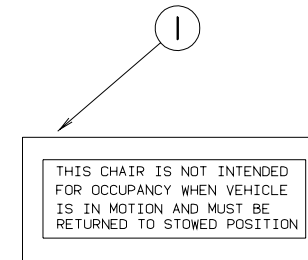 1
THIS CHAIR IS NOT INTENDED
FOR OCCUPANCY WHEN VEHICLE
IS IN MOTION AND MUST BE
RETURNED TO STOWED POSITION